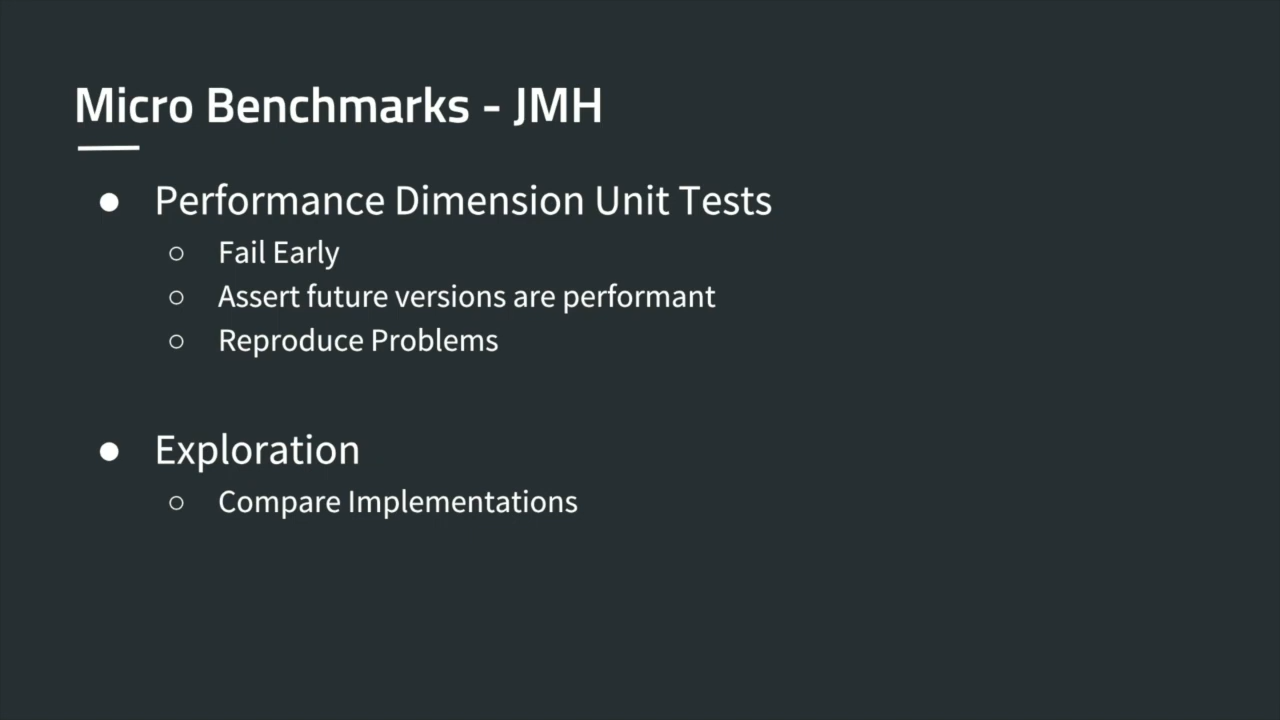 Micro Benchmarks - JMH
● Performance Dimension Unit Tests
○ Fail Early
○ Assert future versions are performant
○ Reproduce Problems
● Exploration
○ Compare Implementations